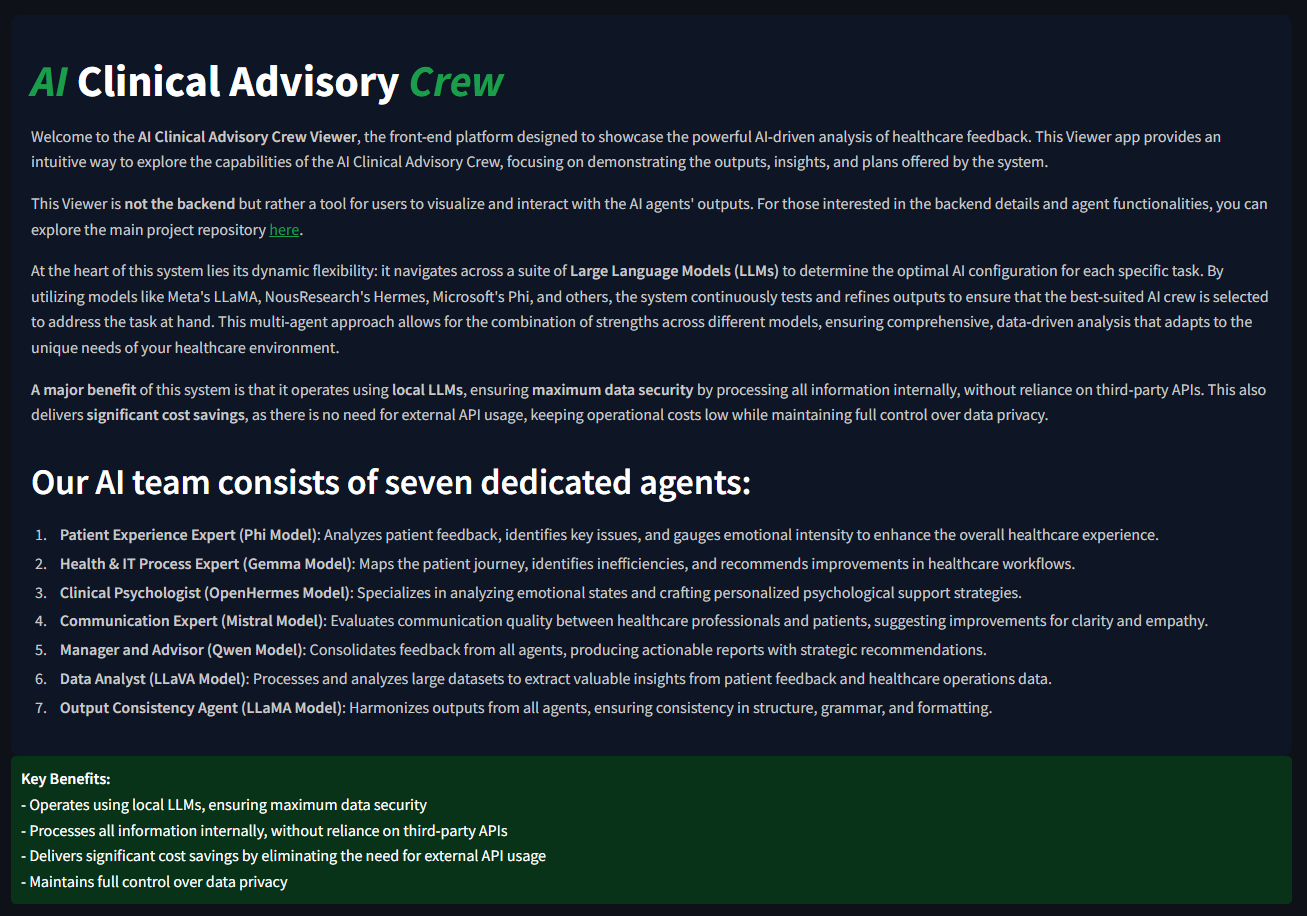 AI Clinical Advisory Crew
Welcome to the AI Clinical Advisory Crew Viewer, the front-end platform designed to showcase the powerful AI-driven analysis of healthcare feedback. This Viewer app provides an
intuitive way to explore the capabilities of the AI Clinical Advisory Crew, focusing on demonstrating the outputs, insights, and plans offered by the system.
This Viewer is not the backend but rather a tool for users to visualize and interact with the AI agents' outputs. For those interested in the backend details and agent functionalities, you can
explore the main project repository here.
At the heart of this system lies its dynamic flexibility: it navigates across a suite of Large Language Models (LLMs) to determine the optimal AI configuration for each specific task. By
utilizing models like Meta's LLaMA, NousResearch's Hermes, Microsoft's Phi, and others, the system continuously tests and refines outputs to ensure that the best-suited AI crew is selected
to address the task at hand. This multi-agent approach allows for the combination of strengths across different models, ensuring comprehensive, data-driven analysis that adapts to the
unique needs of your healthcare environment.
A major benefit of this system is that it operates using local LLMs, ensuring maximum data security by processing all information internally, without reliance on third-party APIs. This also
delivers significant cost savings, as there is no need for external API usage, keeping operational costs low while maintaining full control over data privacy.
Our AI team consists of seven dedicated agents:
1. Patient Experience Expert (Phi Model): Analyzes patient feedback, identifies key issues, and gauges emotional intensity to enhance the overall healthcare experience.
2. Health & IT Process Expert (Gemma Model): Maps the patient journey, identifies inefficiencies, and recommends improvements in healthcare workflows.
3. Clinical Psychologist (OpenHermes Model): Specializes in analyzing emotional states and crafting personalized psychological support strategies.
4. Communication Expert (Mistral Model): Evaluates communication quality between healthcare professionals and patients, suggesting improvements for clarity and empathy.
5. Manager and Advisor (Qwen Model): Consolidates feedback from all agents, producing actionable reports with strategic recommendations.
6. Data Analyst (LLaVA Model): Processes and analyzes large datasets to extract valuable insights from patient feedback and healthcare operations data.
7. Output Consistency Agent (LLaMA Model): Harmonizes outputs from all agents, ensuring consistency in structure, grammar, and formatting.
Key Benefits:
- Operates using local LLMs, ensuring maximum data security
- Processes all information internally, without reliance on third-party APIs
- Delivers significant cost savings by eliminating the need for external API usage
- Maintains full control over data privacy